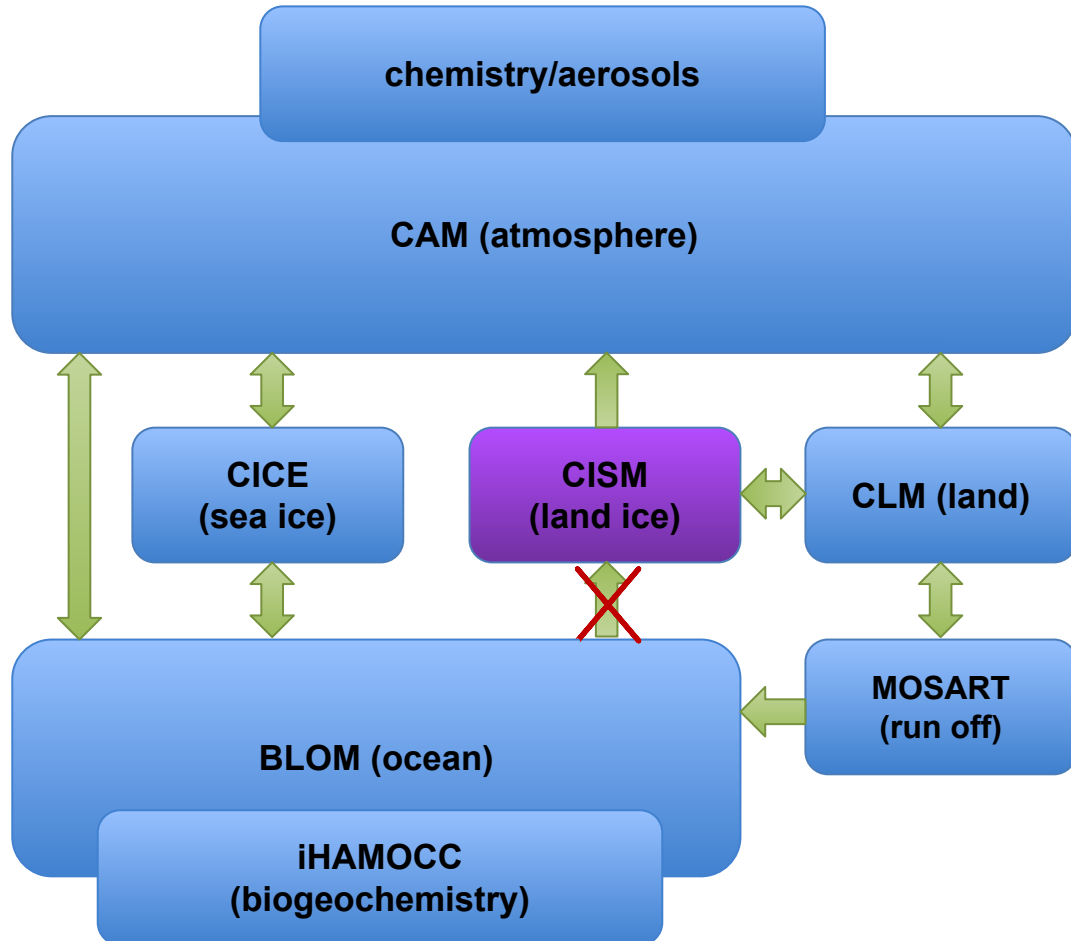 chemistry/aerosols
CAM (atmosphere)
CICE
(sea ice)
CISM
(land ice)
CLM (land)
MOSART
(run off)
BLOM (ocean)
iHAMOCC
(biogeochemistry)